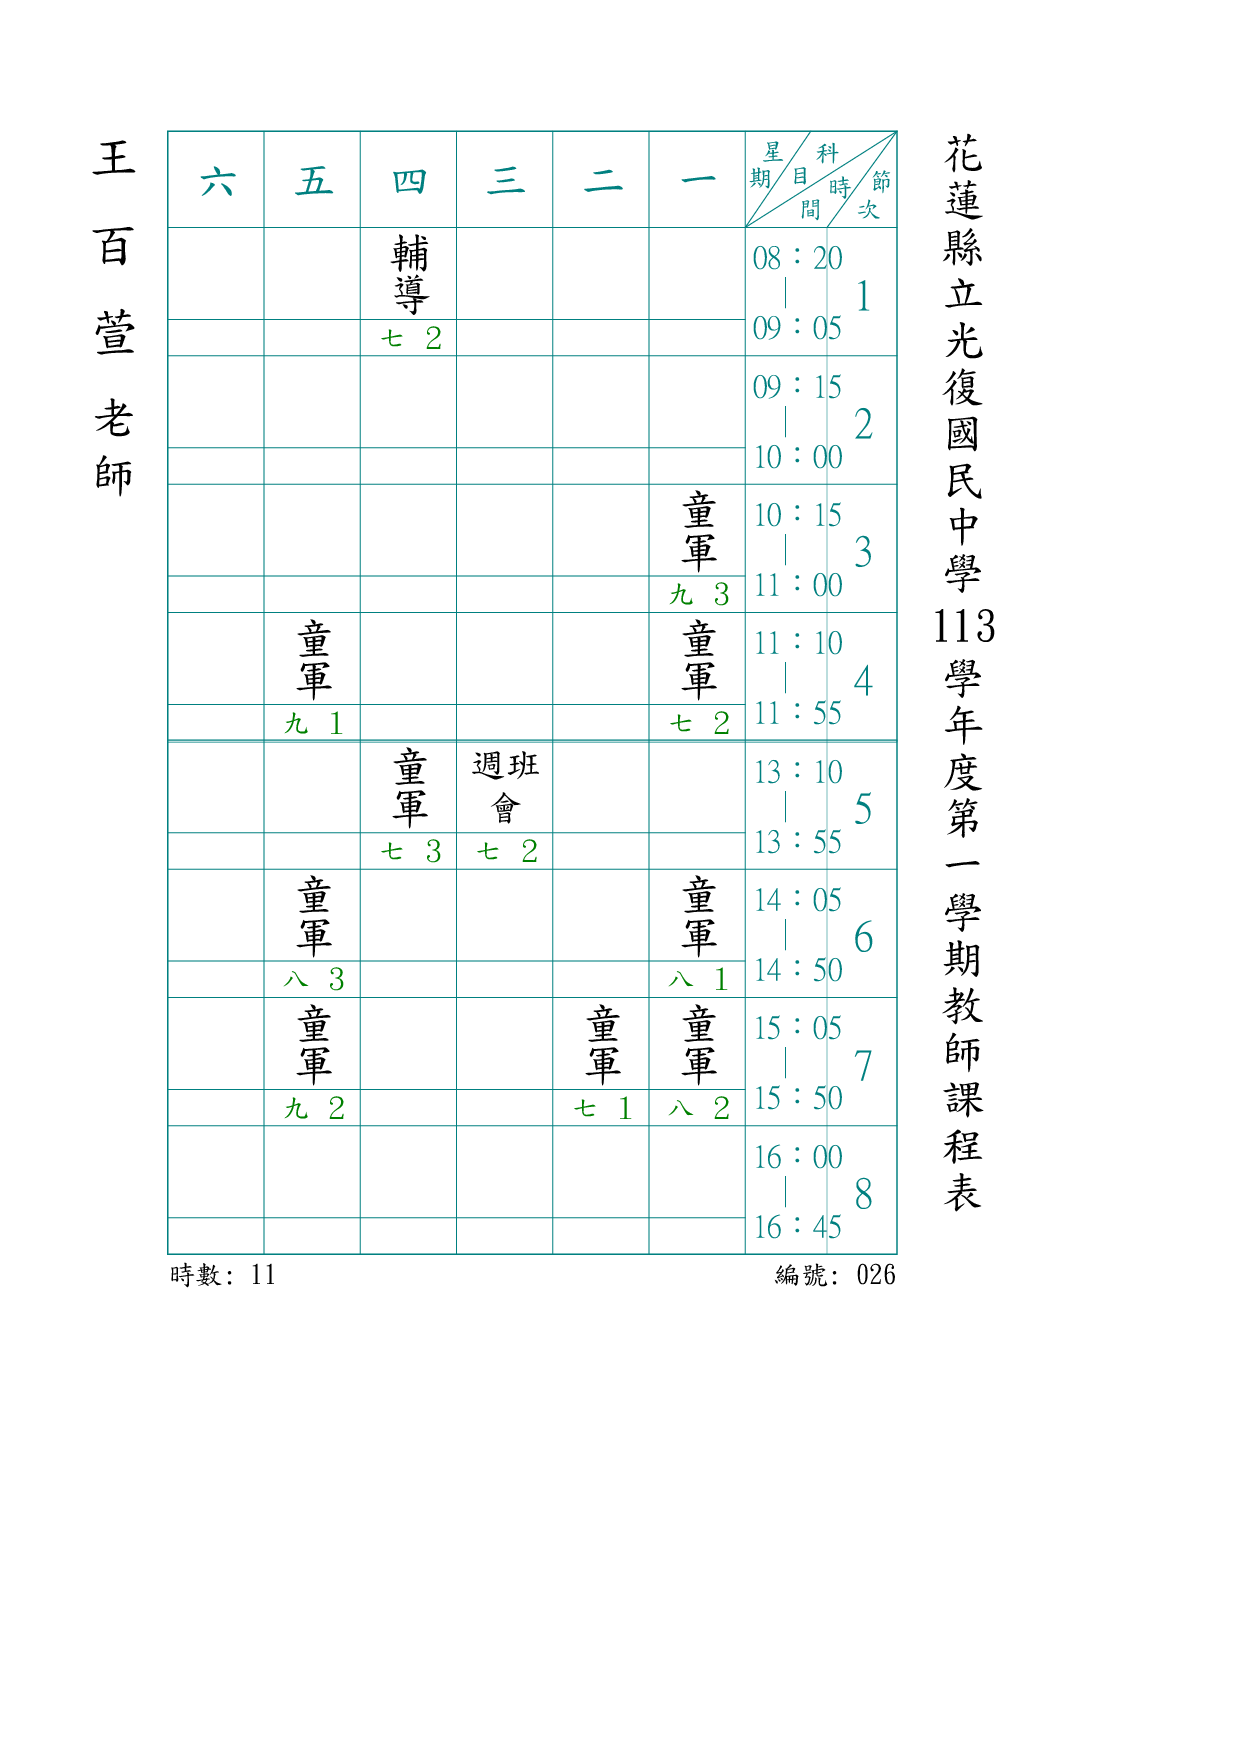 花蓮縣立光復國民中學113學年度第一學期教師課程表
王百萱老師
星期 科目 時間 節次
一 二 三 四 五 六
08：20｜09：05 1
輔導 七 2
09：15｜10：00 2
10：15｜11：00 3
童軍 九 3
11：10｜11：55 4
童軍 七 2
童軍 九 1
13：10｜13：55 5
週班會 七 2
童軍 七 3
14：05｜14：50 6
童軍 八 1
童軍 八 3
15：05｜15：50 7
童軍 八 2
童軍 七 1
童軍 九 2
16：00｜16：45 8
時數: 11
編號: 026